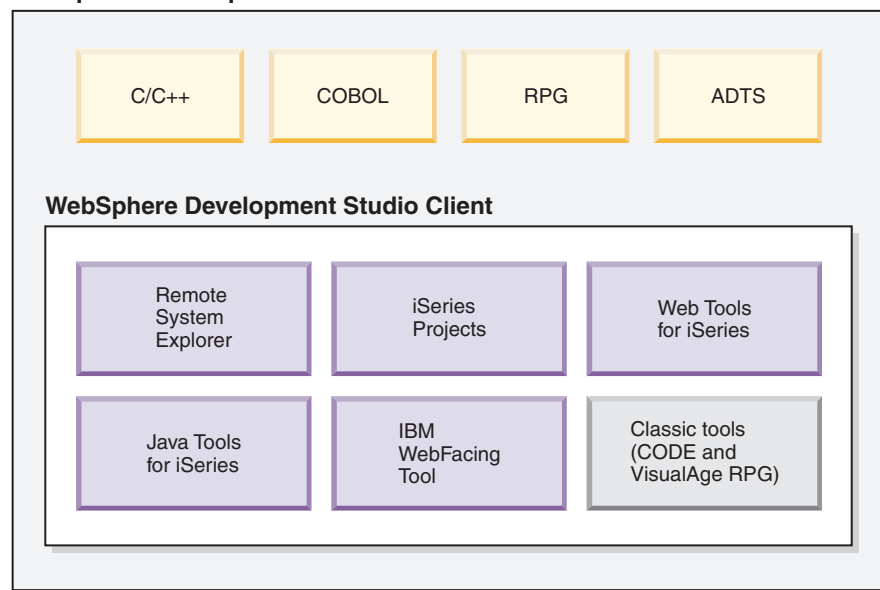 C/C++
COBOL
RPG
ADTS
WebSphere Development Studio Client
Remote
System
Explorer
iSeries
Projects
Web Tools
for iSeries
Java Tools
for iSeries
IBM
WebFacing
Tool
Classic tools
(CODE and
VisualAge RPG)